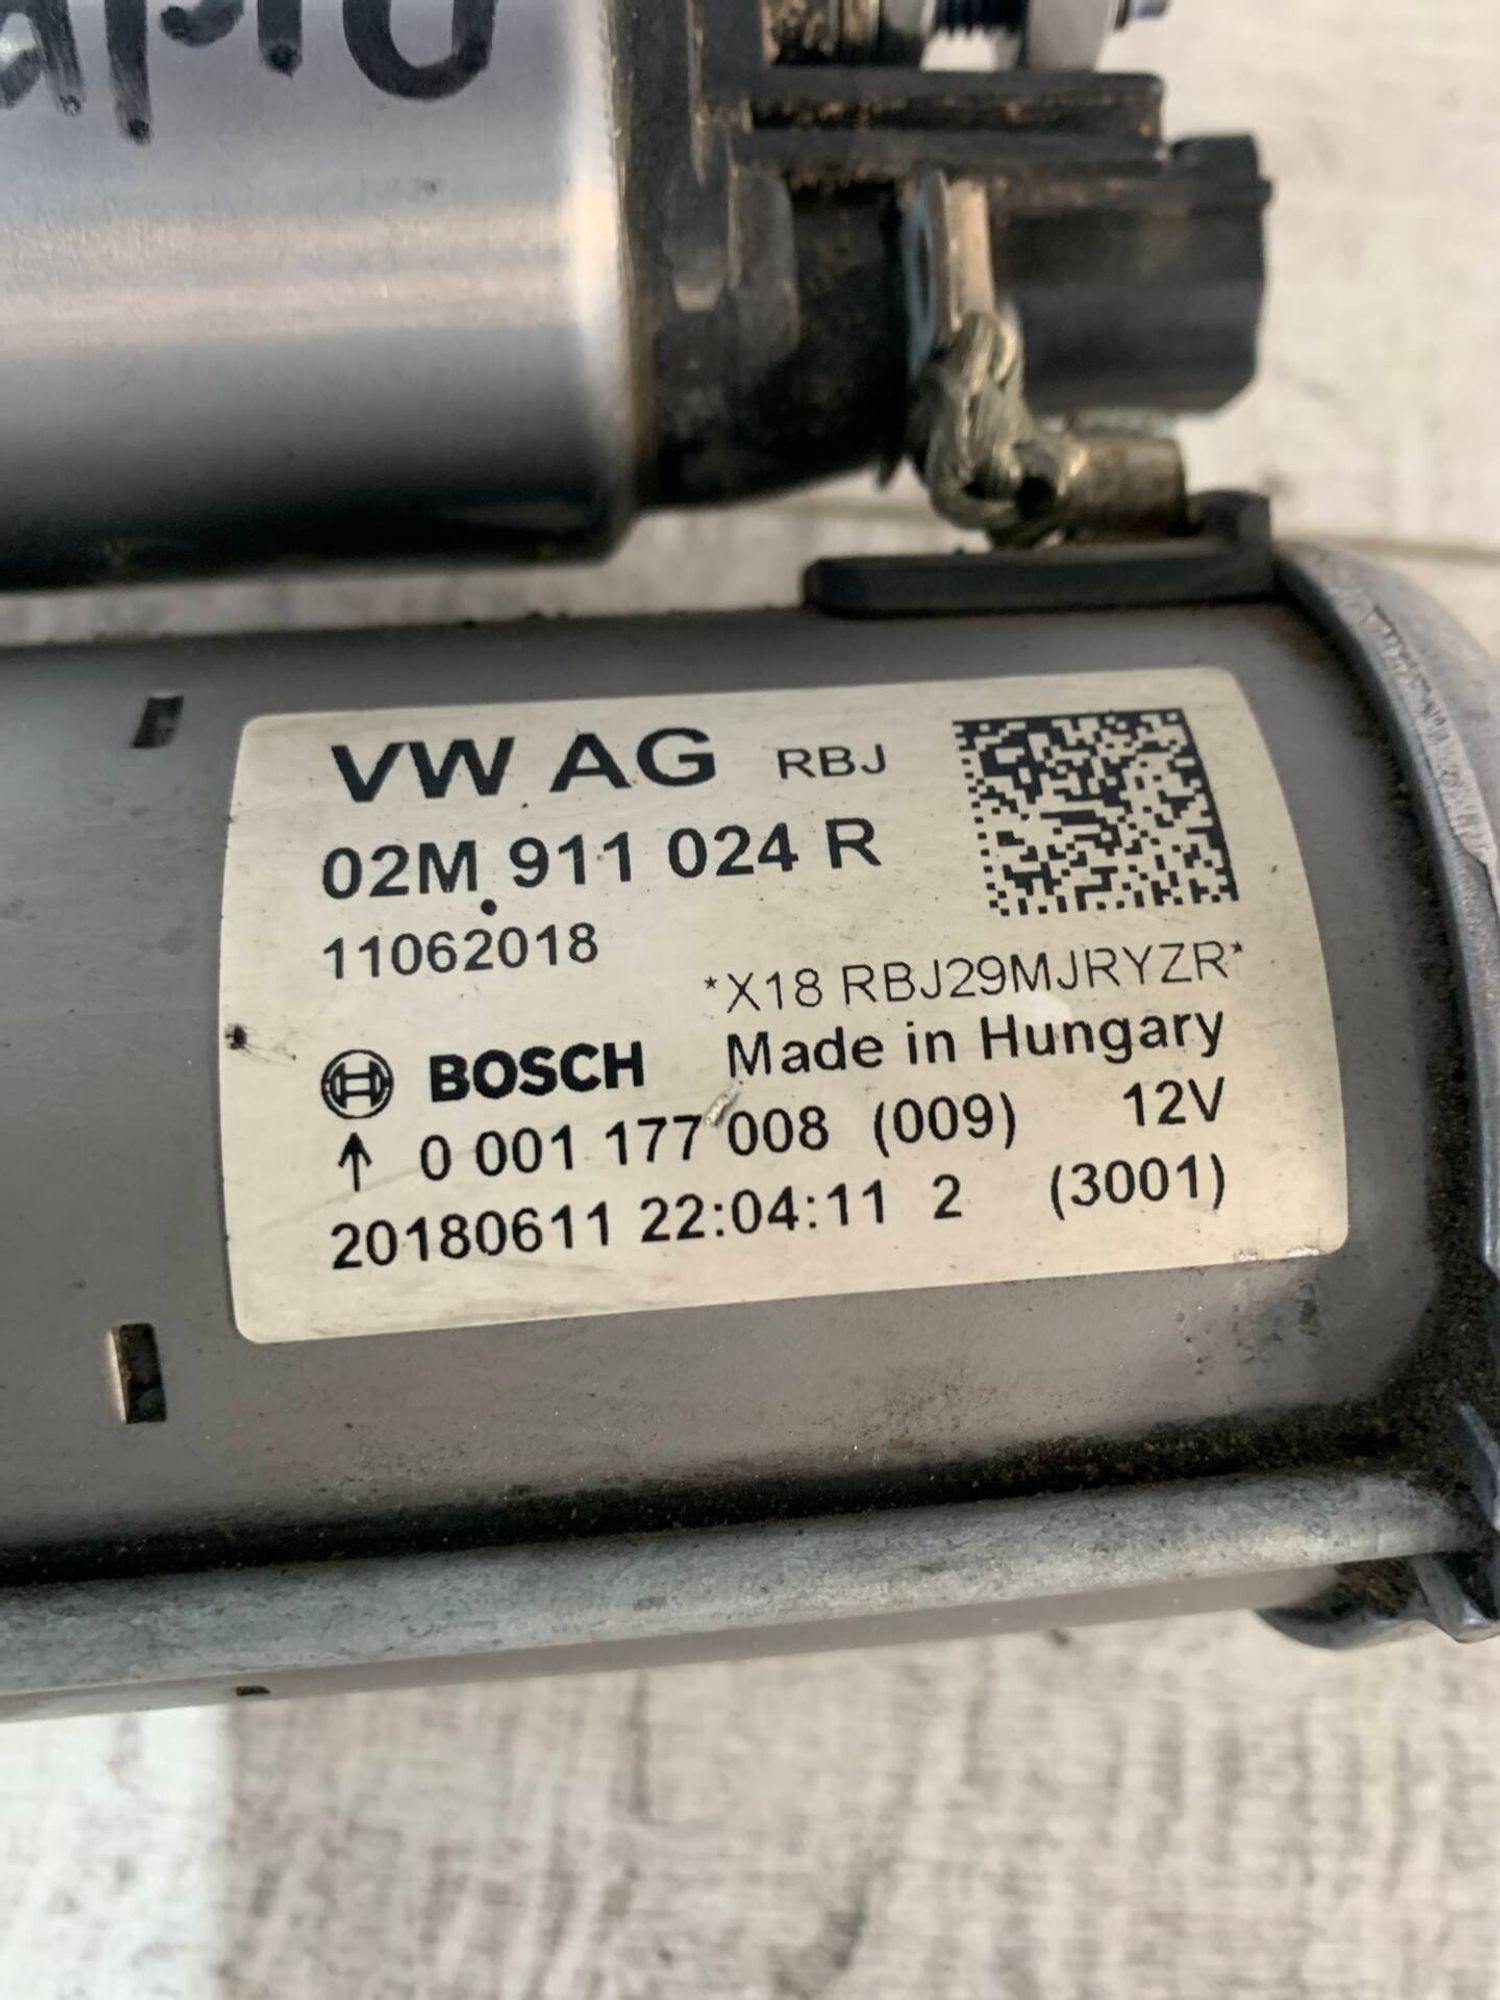 VW AG RBJ
02M 911 024 R
11062018
*X18 RBJ29MJRYZR*
BOSCH Made in Hungary
↑ 0 001 177 008 (009) 12V
20180611 22:04:11 2 (3001)